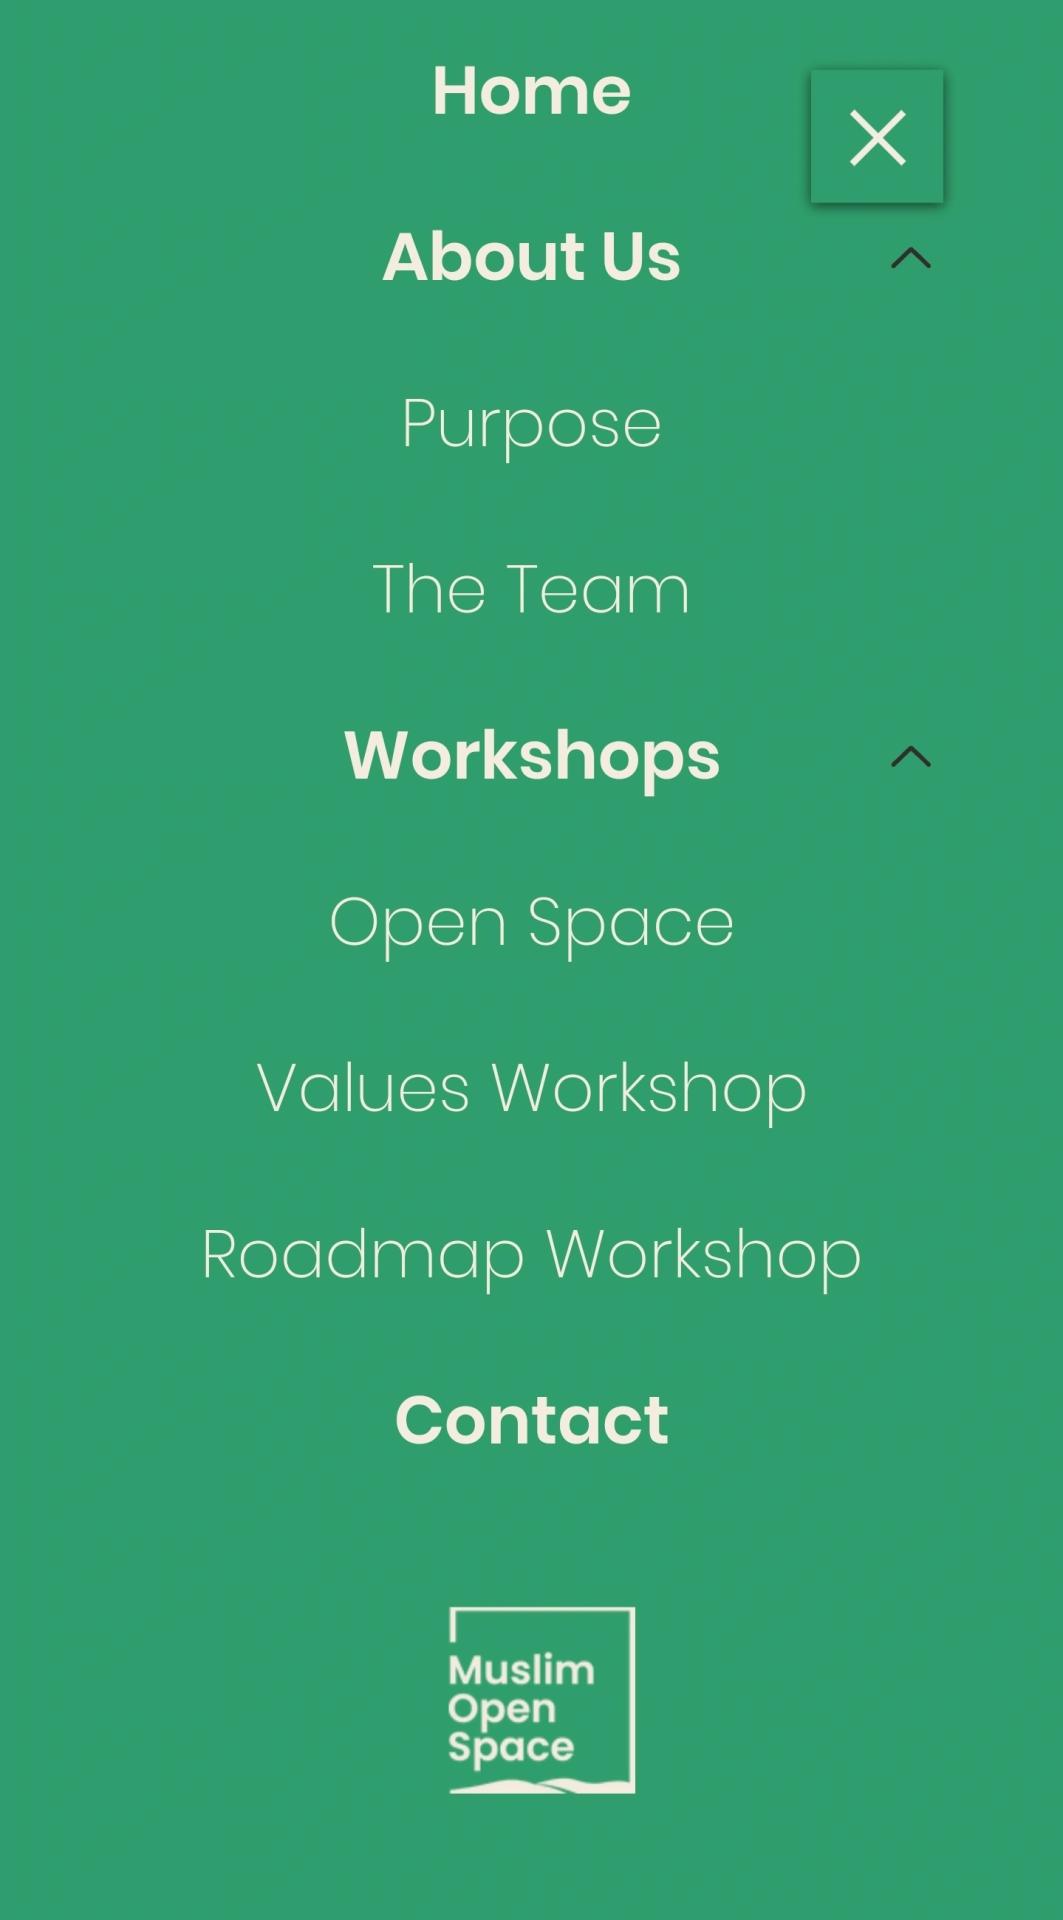 Home
About Us
Purpose
The Team
Workshops
Open Space
Values Workshop
Roadmap Workshop
Contact
Muslim
Open
Space